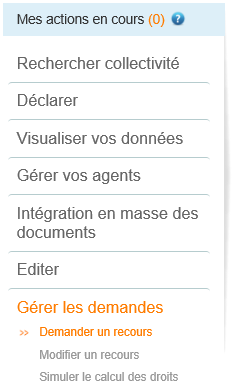 Mes actions en cours (0) ?
Rechercher collectivité
Déclarer
Visualiser vos données
Gérer vos agents
Intégration en masse des
documents
Editer
Gérer les demandes
>> Demander un recours
Modifier un recours
Simuler le calcul des droits